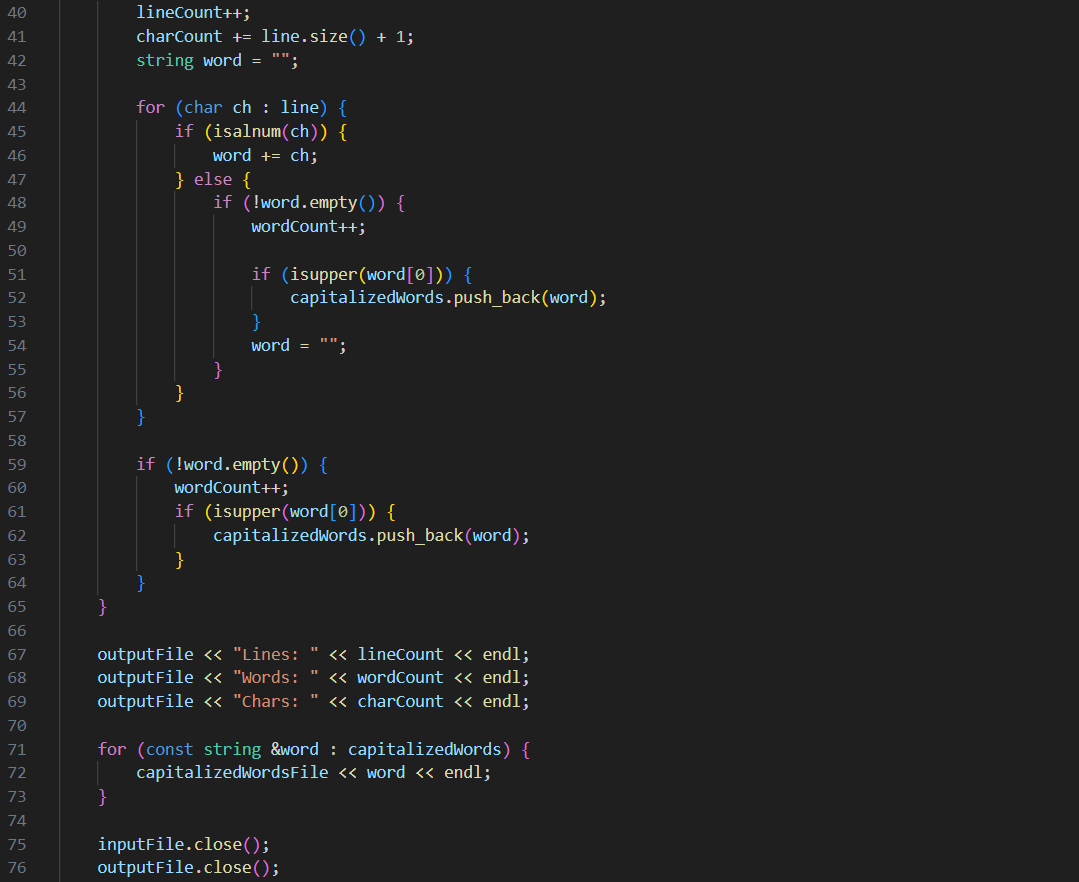 40 lineCount++;
41 charCount += line.size() + 1;
42 string word = "";
43
44 for (char ch : line) {
45 if (isalnum(ch)) {
46 word += ch;
47 } else {
48 if (!word.empty()) {
49 wordCount++;
50
51 if (isupper(word[0])) {
52 capitalizedWords.push_back(word);
53 }
54 word = "";
55 }
56 }
57 }
58
59 if (!word.empty()) {
60 wordCount++;
61 if (isupper(word[0])) {
62 capitalizedWords.push_back(word);
63 }
64 }
65 }
66
67 outputFile << "Lines: " << lineCount << endl;
68 outputFile << "Words: " << wordCount << endl;
69 outputFile << "Chars: " << charCount << endl;
70
71 for (const string &word : capitalizedWords) {
72 capitalizedWordsFile << word << endl;
73 }
74
75 inputFile.close();
76 outputFile.close();